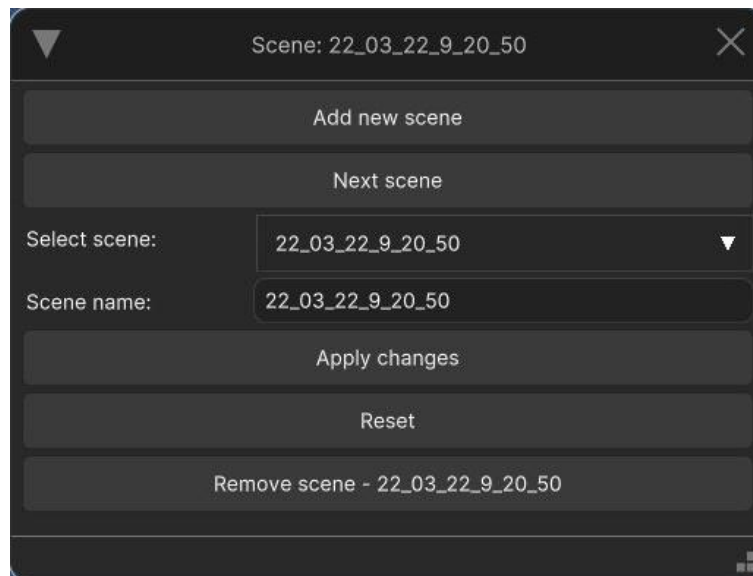 Scene: 22_03_22_9_20_50
Add new scene
Next scene
Select scene: 22_03_22_9_20_50
Scene name: 22_03_22_9_20_50
Apply changes
Reset
Remove scene - 22_03_22_9_20_50